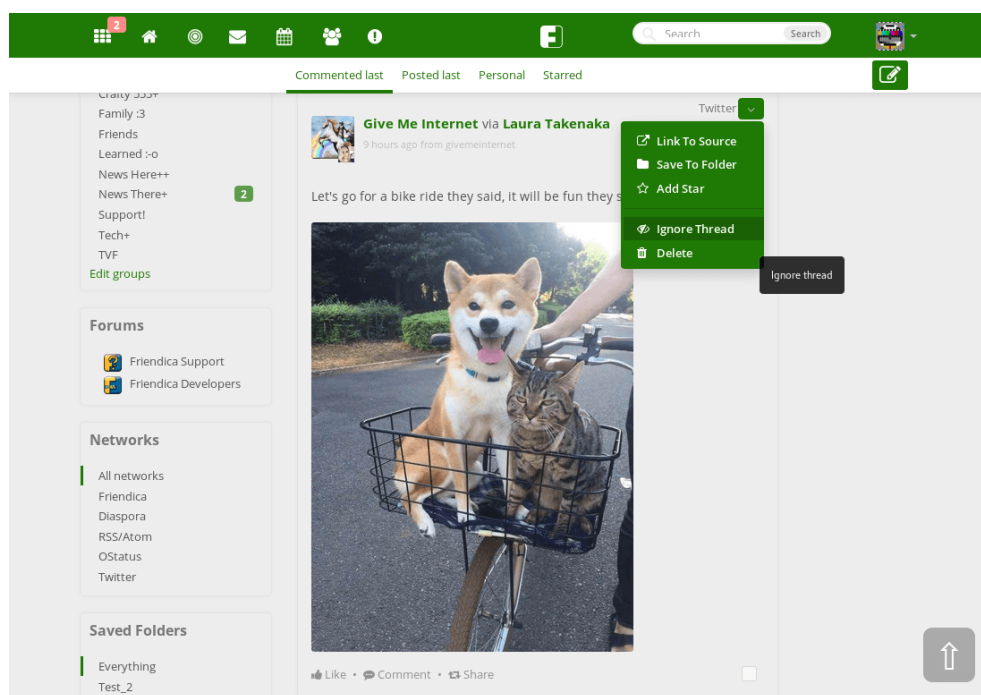 2
Search
Search
Commented last
Posted last
Personal
Starred
Crafty 555+
Family :3
Friends
Learned :-o
News Here++
News There+
2
Support!
Tech+
TVF
Edit groups
Forums
Friendica Support
Friendica Developers
Networks
All networks
Friendica
Diaspora
RSS/Atom
OStatus
Twitter
Saved Folders
Everything
Test_2
Twitter
Give Me Internet via Laura Takenaka
9 hours ago from givemeinternet
Let's go for a bike ride they said, it will be fun they s
Link To Source
Save To Folder
Add Star
Ignore Thread
Delete
Ignore thread
Like • Comment • Share